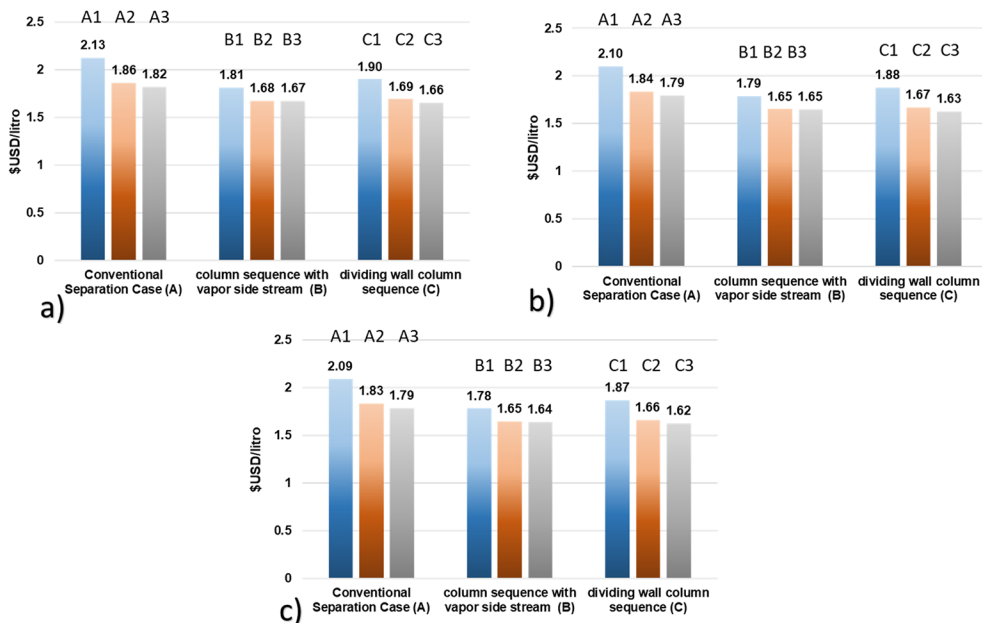 2.5
A1 A2 A3
2.13
B1 B2 B3
C1 C2 C3
2
1.86
1.82
1.81
1.68
1.67
1.90
1.69
1.66
1.5
1
0.5
0
$USD/litro
Conventional
Separation Case (A)
column sequence with
vapor side stream (B)
dividing wall column
sequence (C)
a)
2.5
A1 A2 A3
2.10
B1 B2 B3
C1 C2 C3
2
1.84
1.79
1.79
1.65
1.65
1.88
1.67
1.63
1.5
1
0.5
0
$USD/litro
Conventional
Separation Case (A)
column sequence with
vapor side stream (B)
dividing wall column
sequence (C)
b)
2.5
A1 A2 A3
2.09
B1 B2 B3
C1 C2 C3
2
1.83
1.79
1.78
1.65
1.64
1.87
1.66
1.62
1.5
1
0.5
0
$USD/litro
Conventional
Separation Case (A)
column sequence with
vapor side stream (B)
dividing wall column
sequence (C)
c)